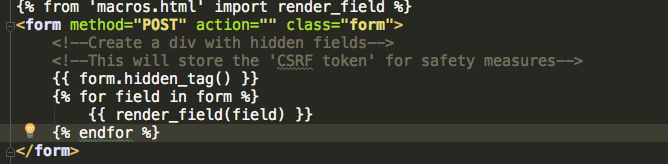 {% from 'macros.html' import render_field %}
<form method="POST" action="" class="form">
<!--Create a div with hidden fields-->
<!--This will store the 'CSRF token' for safety measures-->
{{ form.hidden_tag() }}
{% for field in form %}
{{ render_field(field) }}
{% endfor %}
</form>